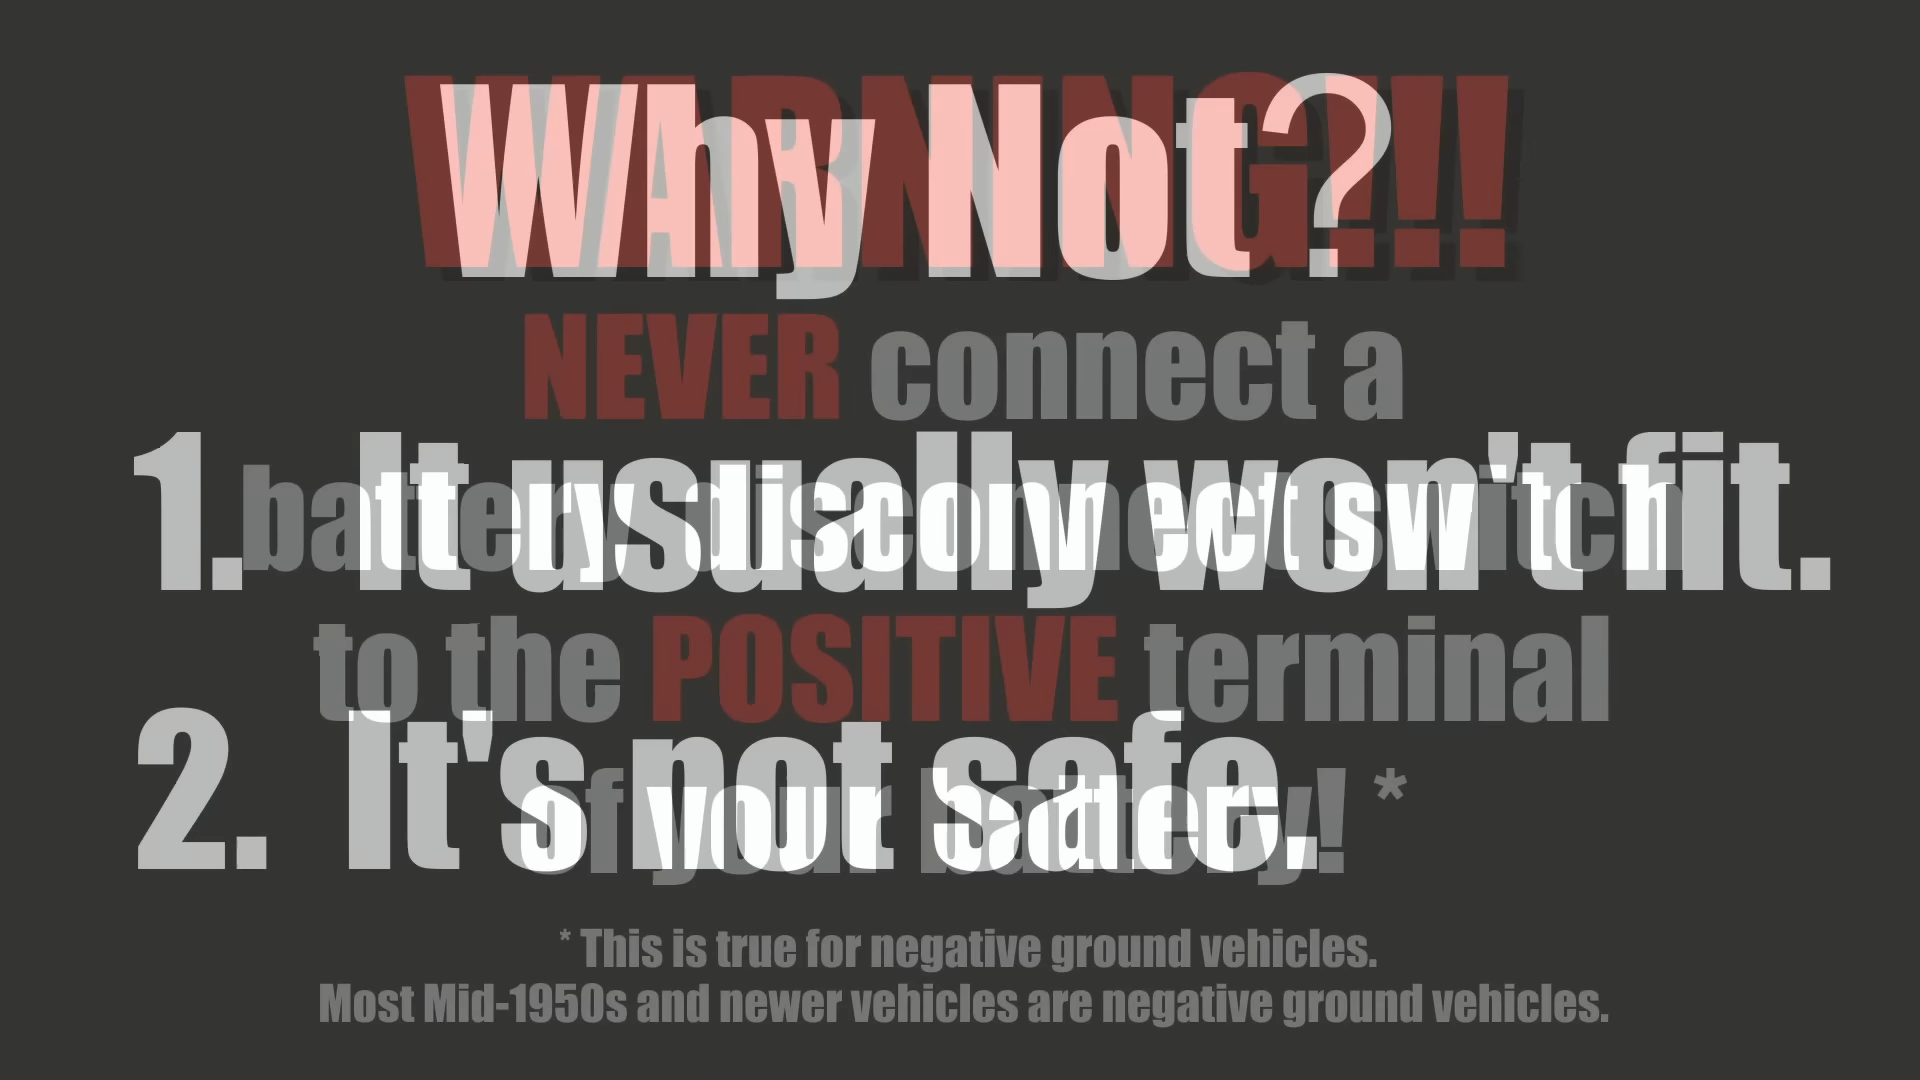 WARNING!!!
Why Not?
NEVER connect a
1. It usually won't fit.
battery disconnect switch
to the POSITIVE terminal
2. It's not safe.
of your battery! *
* This is true for negative ground vehicles.
Most Mid-1950s and newer vehicles are negative ground vehicles.